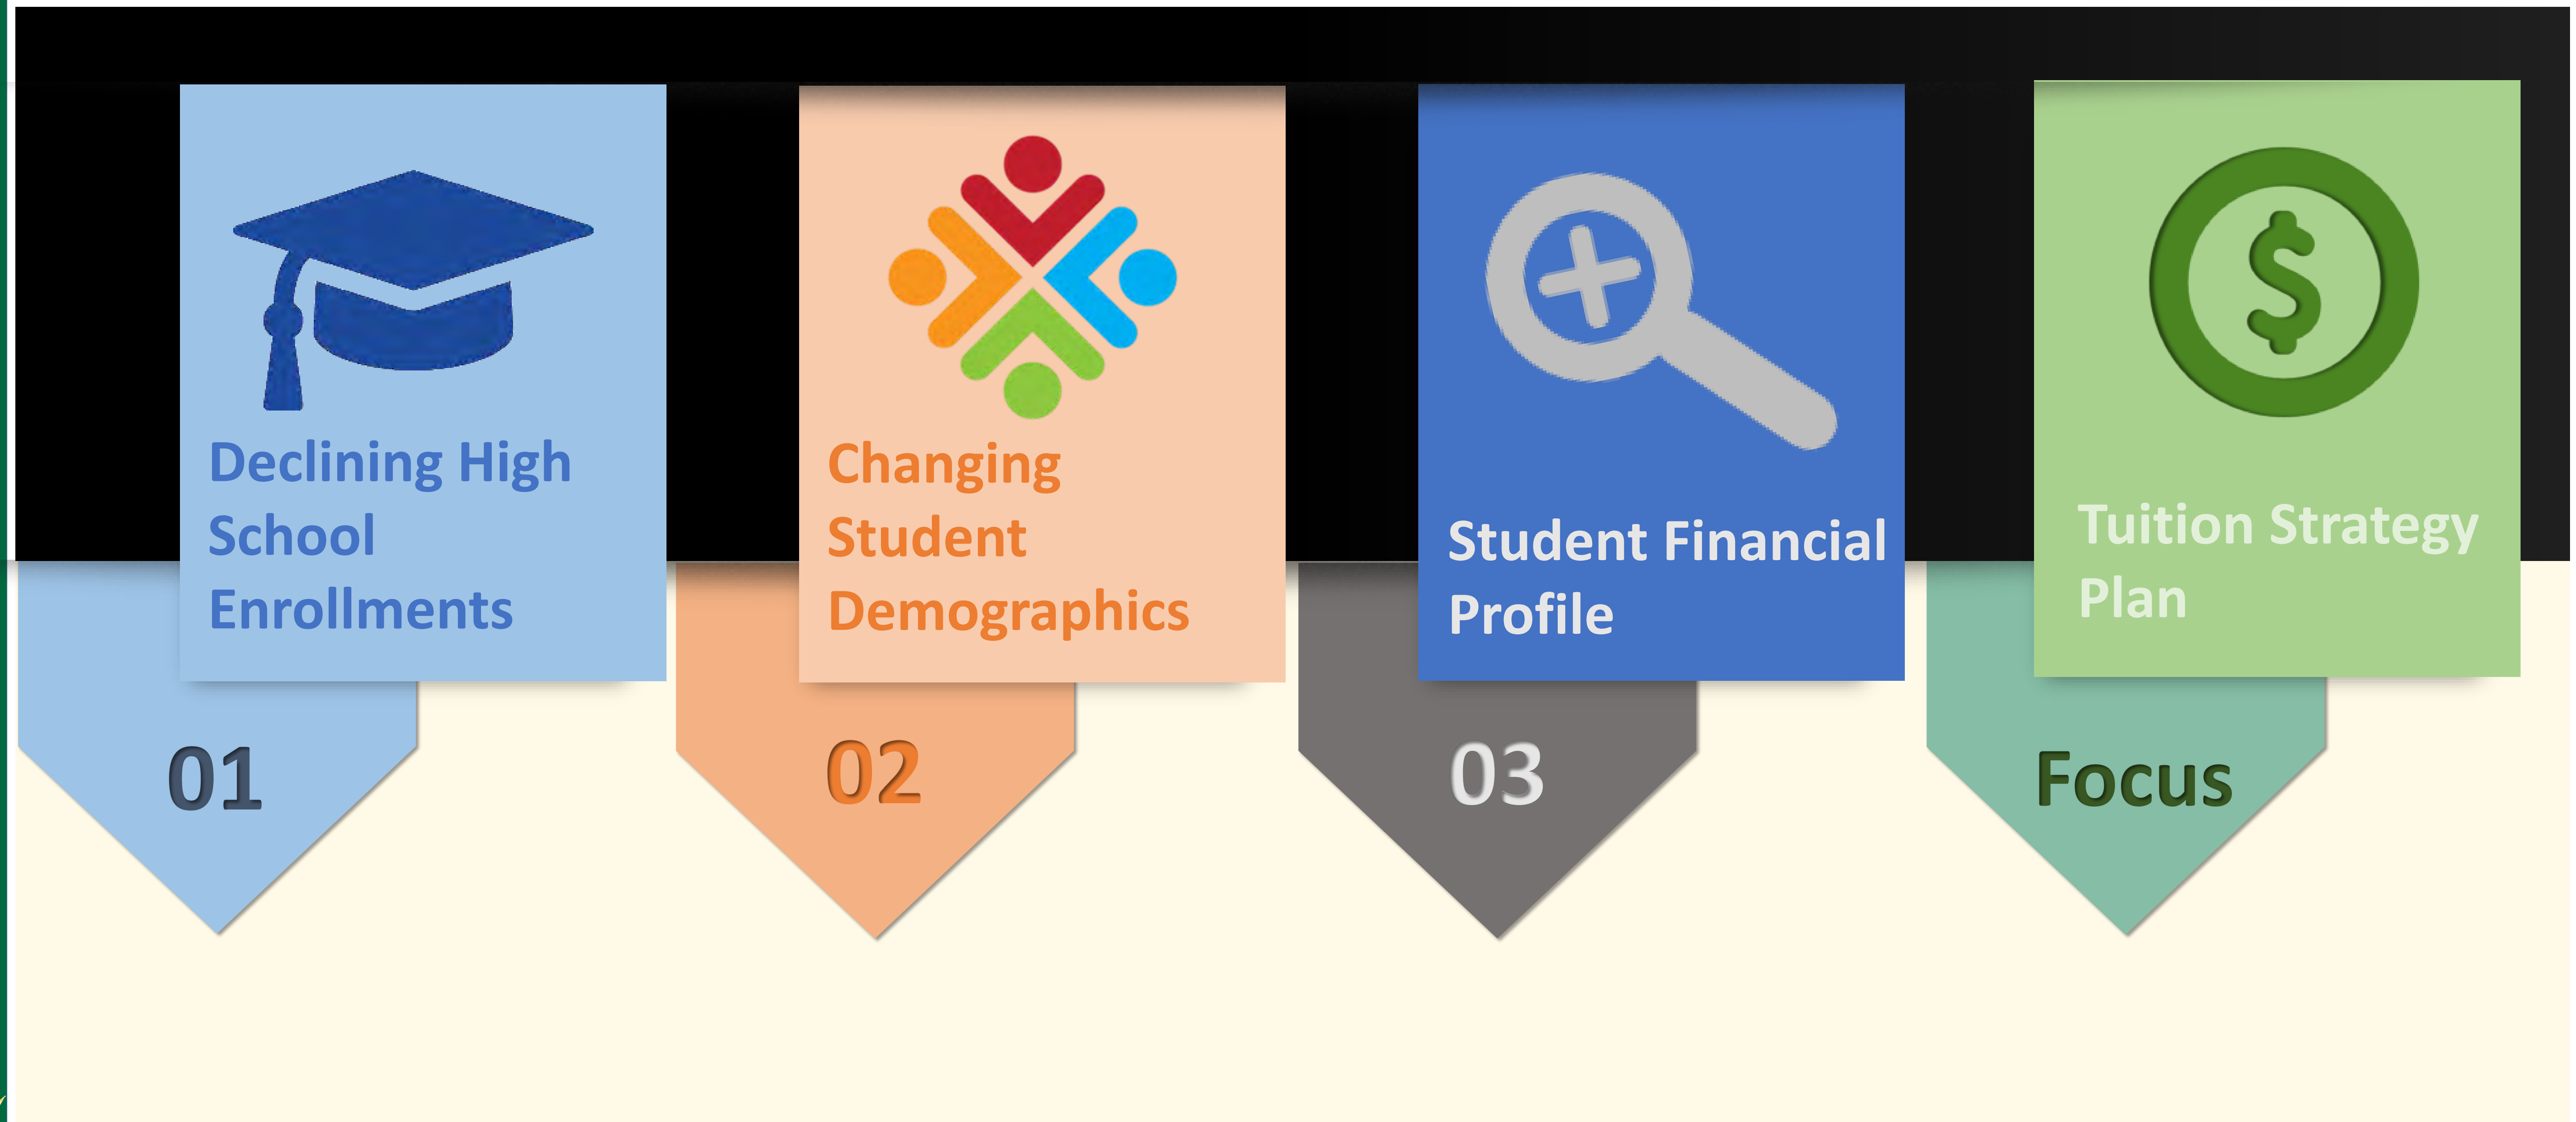 Declining High
School
Enrollments
01
Changing
Student
Demographics
02
Student Financial
Profile
03
Tuition Strategy
Plan
Focus